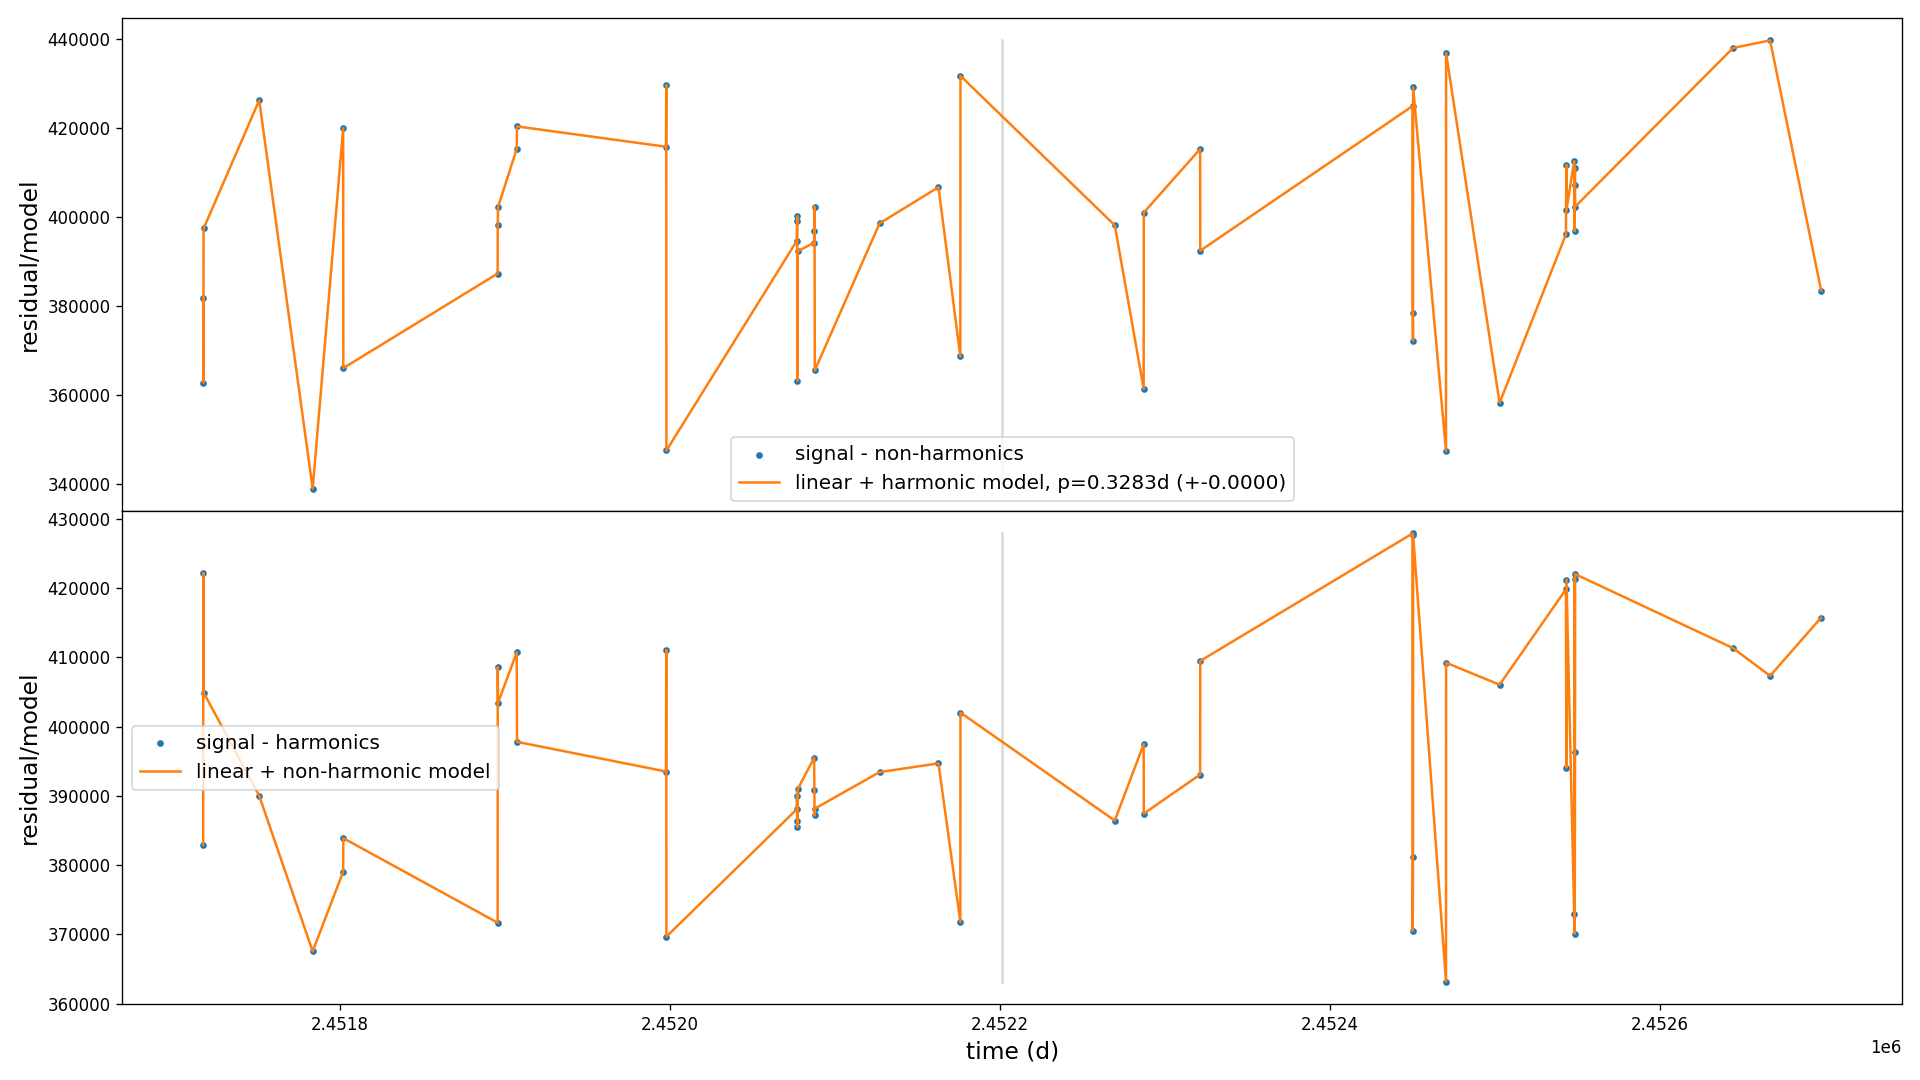 residual/model
440000
420000
400000
380000
360000
340000
signal - non-harmonics
linear + harmonic model, p=0.3283d (+-0.0000)
residual/model
430000
420000
410000
400000
390000
380000
370000
360000
signal - harmonics
linear + non-harmonic model
2.4518 2.4520 2.4522 2.4524 2.4526
time (d)
1e6